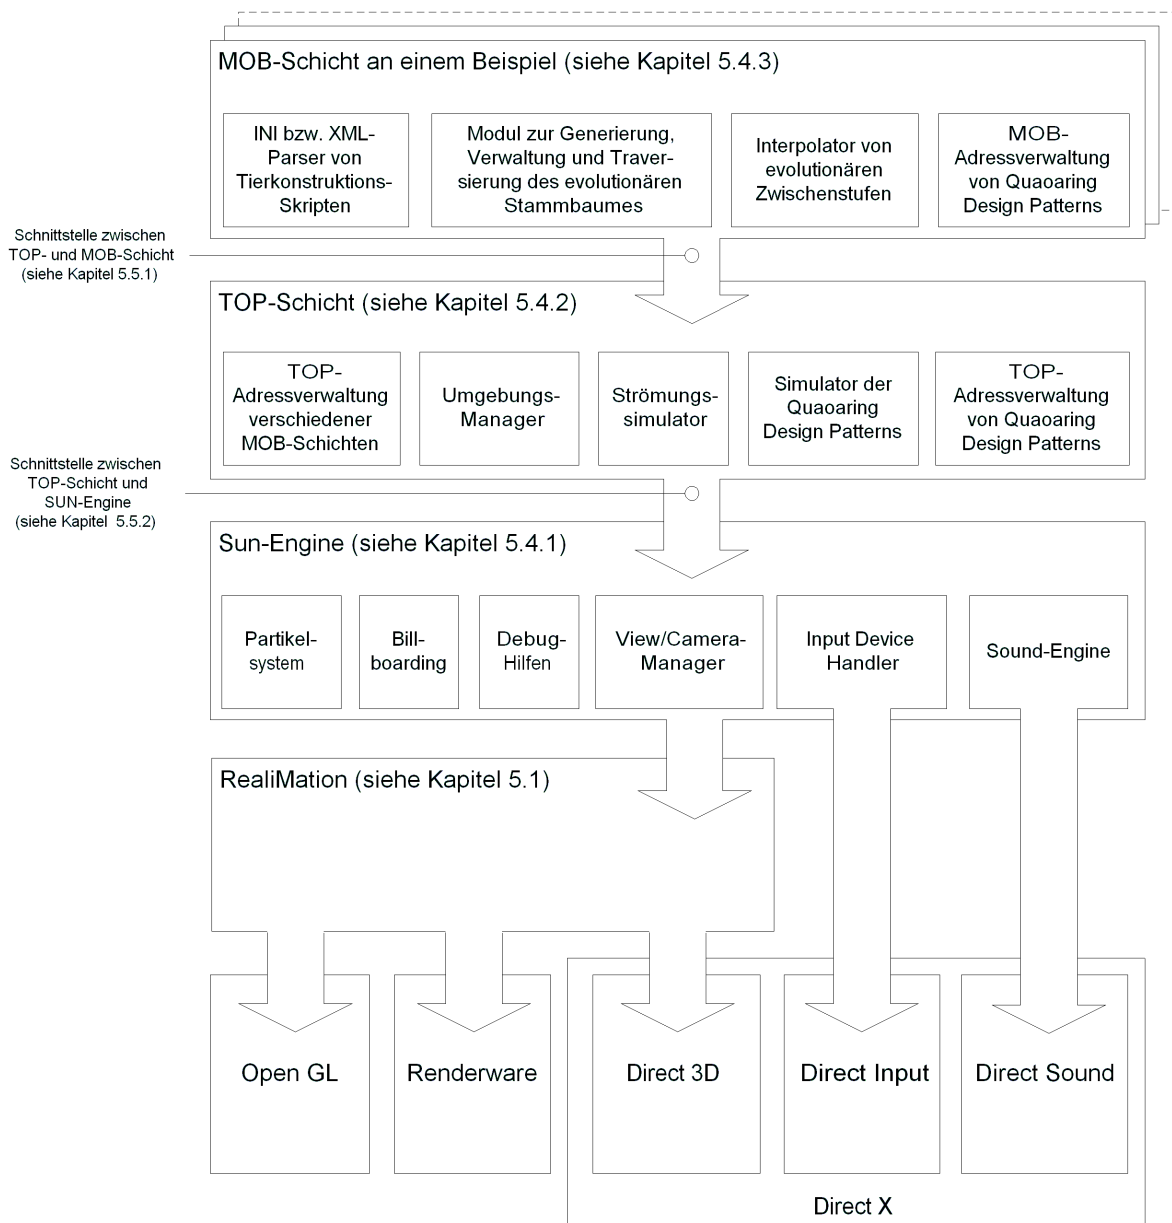 MOB-Schicht an einem Beispiel (siehe Kapitel 5.4.3)
INI bzw. XML-
Parser von
Tierkonstruktions-
Skripten
Modul zur Generierung,
Verwaltung und Traver-
sierung des evolutionären
Stammbaumes
Interpolator von
evolutionären
Zwischenstufen
MOB-
Adressverwaltung
von Quaoaring
Design Patterns
Schnittstelle zwischen
TOP- und MOB-Schicht
(siehe Kapitel 5.5.1)
TOP-Schicht (siehe Kapitel 5.4.2)
TOP-
Adressverwaltung
verschiedener
MOB-Schichten
Umgebungs-
Manager
Strömungs-
simulator
Simulator der
Quaoaring
Design Patterns
TOP-
Adressverwaltung
von Quaoaring
Design Patterns
Schnittstelle zwischen
TOP-Schicht und
SUN-Engine
(siehe Kapitel 5.5.2)
Sun-Engine (siehe Kapitel 5.4.1)
Partikel-
system
Bill-
boarding
Debug-
Hilfen
View/Camera-
Manager
Input Device
Handler
Sound-Engine
RealiMation (siehe Kapitel 5.1)
Open GL
Renderware
Direct 3D
Direct Input
Direct Sound
Direct X